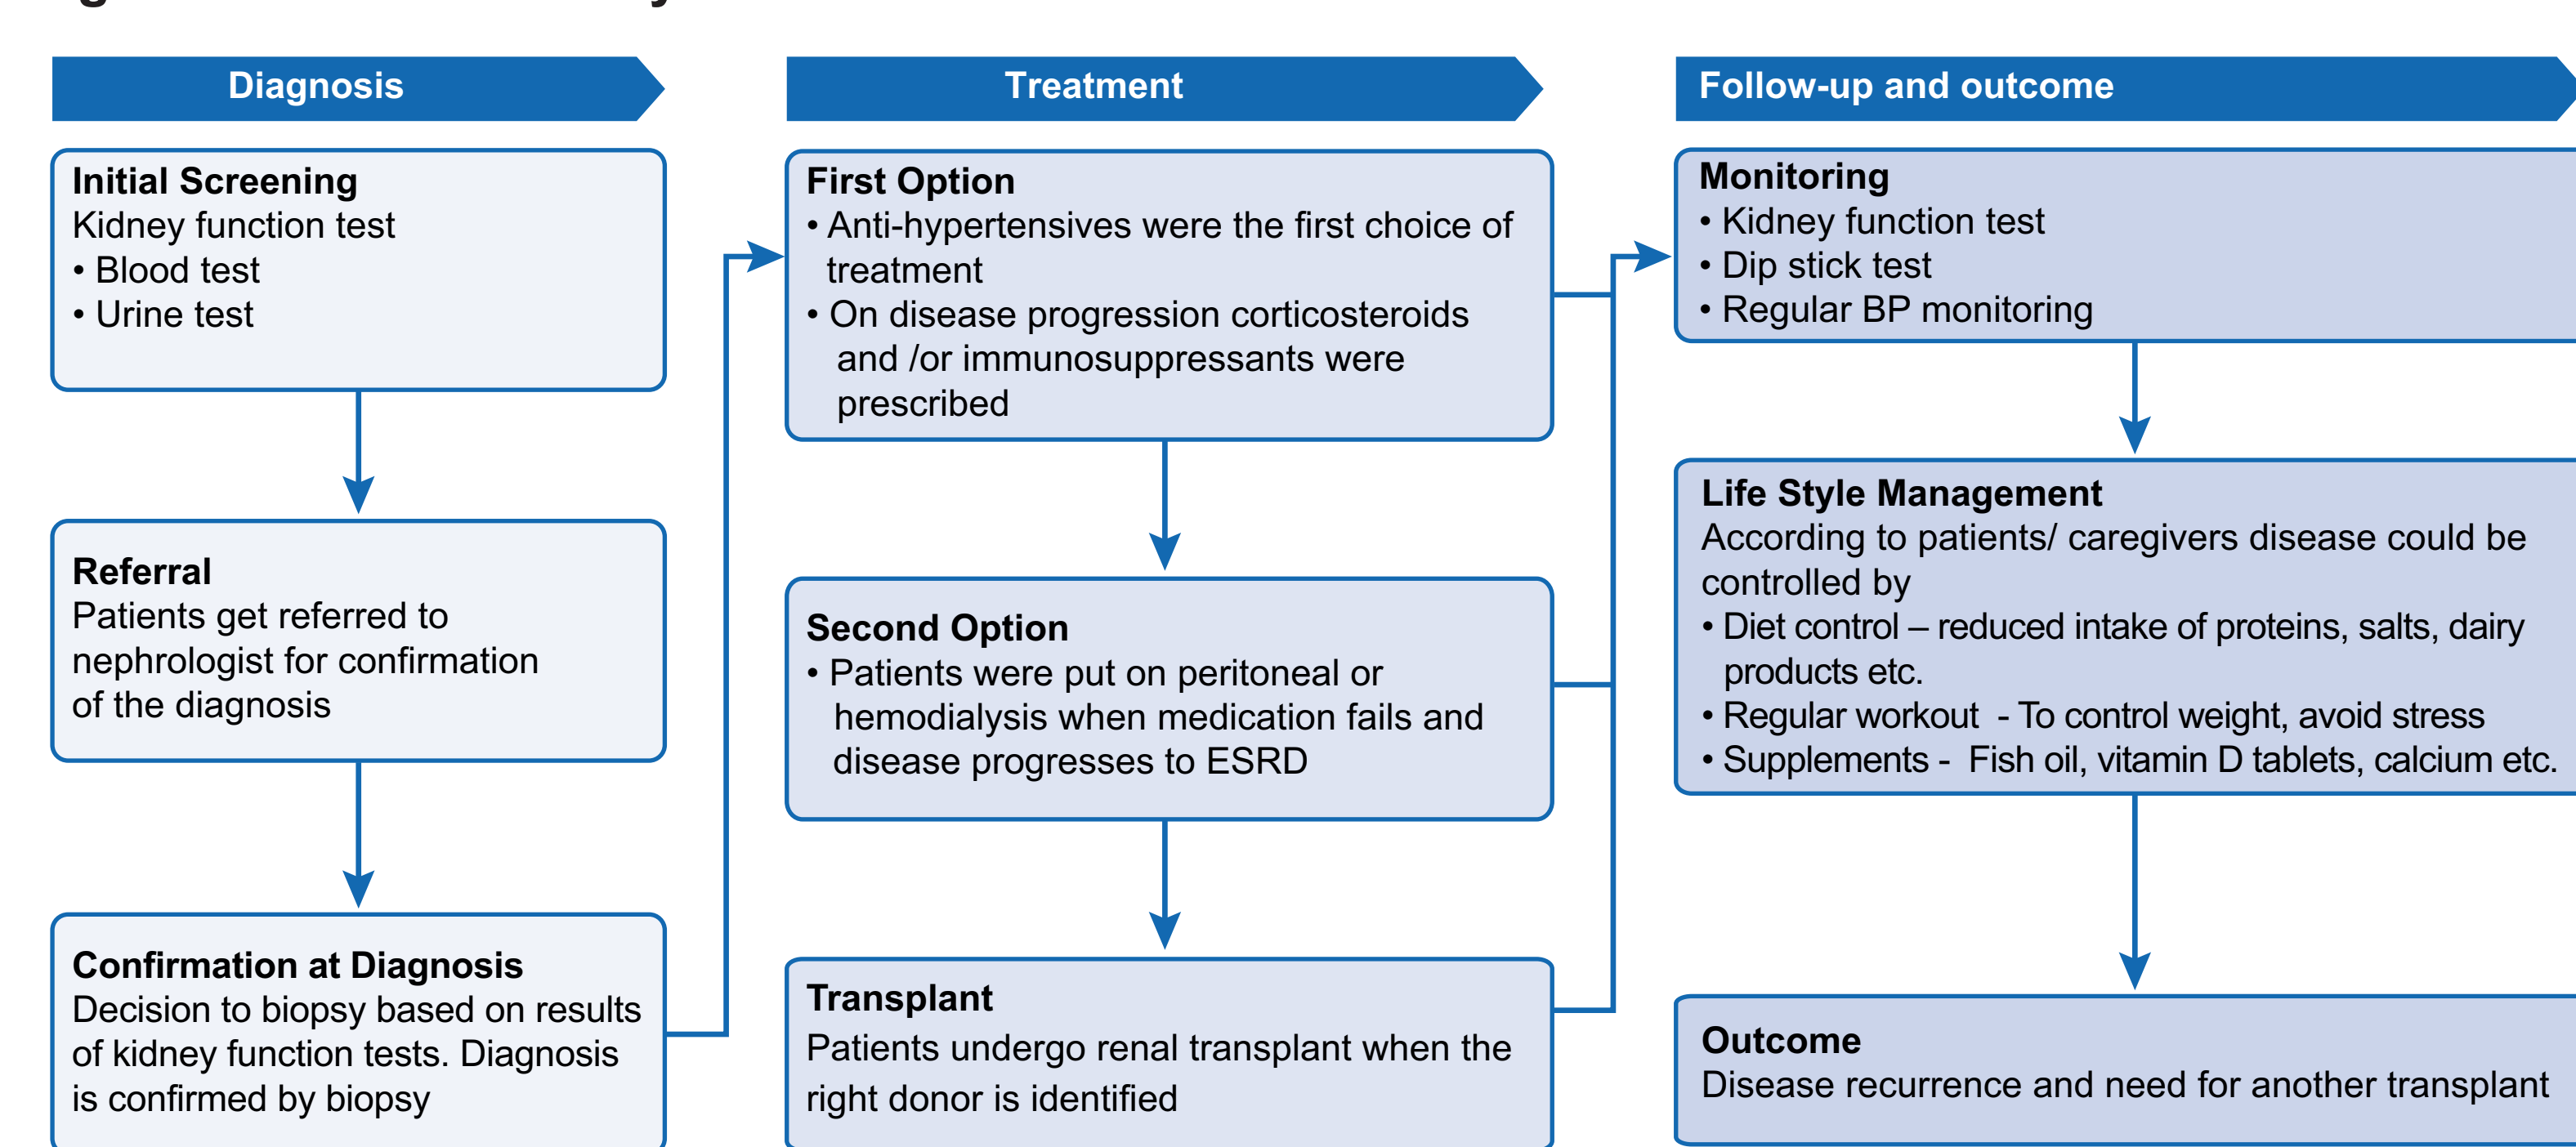 Diagnosis
Initial Screening
Kidney function test
• Blood test
• Urine test
Referral
Patients get referred to
nephrologist for confirmation
of the diagnosis
Confirmation at Diagnosis
Decision to biopsy based on results
of kidney function tests. Diagnosis
is confirmed by biopsy
Treatment
First Option
• Anti-hypertensives were the first choice of
treatment
• On disease progression corticosteroids
and /or immunosuppressants were
prescribed
Second Option
• Patients were put on peritoneal or
hemodialysis when medication fails and
disease progresses to ESRD
Transplant
Patients undergo renal transplant when the
right donor is identified
Follow-up and outcome
Monitoring
• Kidney function test
• Dip stick test
• Regular BP monitoring
Life Style Management
According to patients/ caregivers disease could be
controlled by
• Diet control – reduced intake of proteins, salts, dairy
products etc.
• Regular workout  - To control weight, avoid stress
• Supplements -  Fish oil, vitamin D tablets, calcium etc.
Outcome
Disease recurrence and need for another transplant